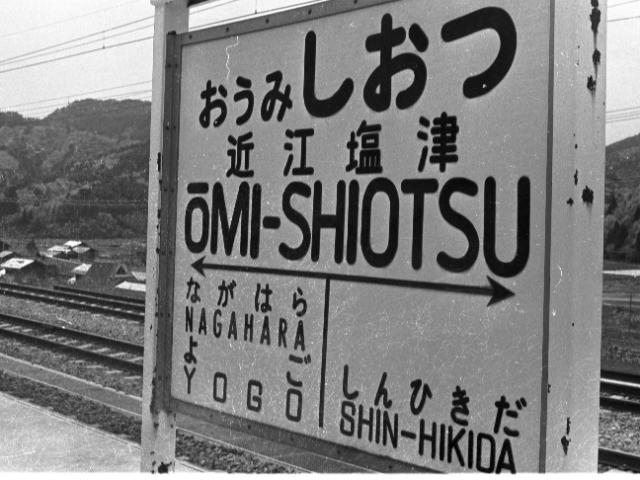 おうみしおつ
近江塩津
ŌMI-SHIOTSU
ながはら
NAGAHARA
よご
YOGO
しんひきだ
SHIN-HIKIDA